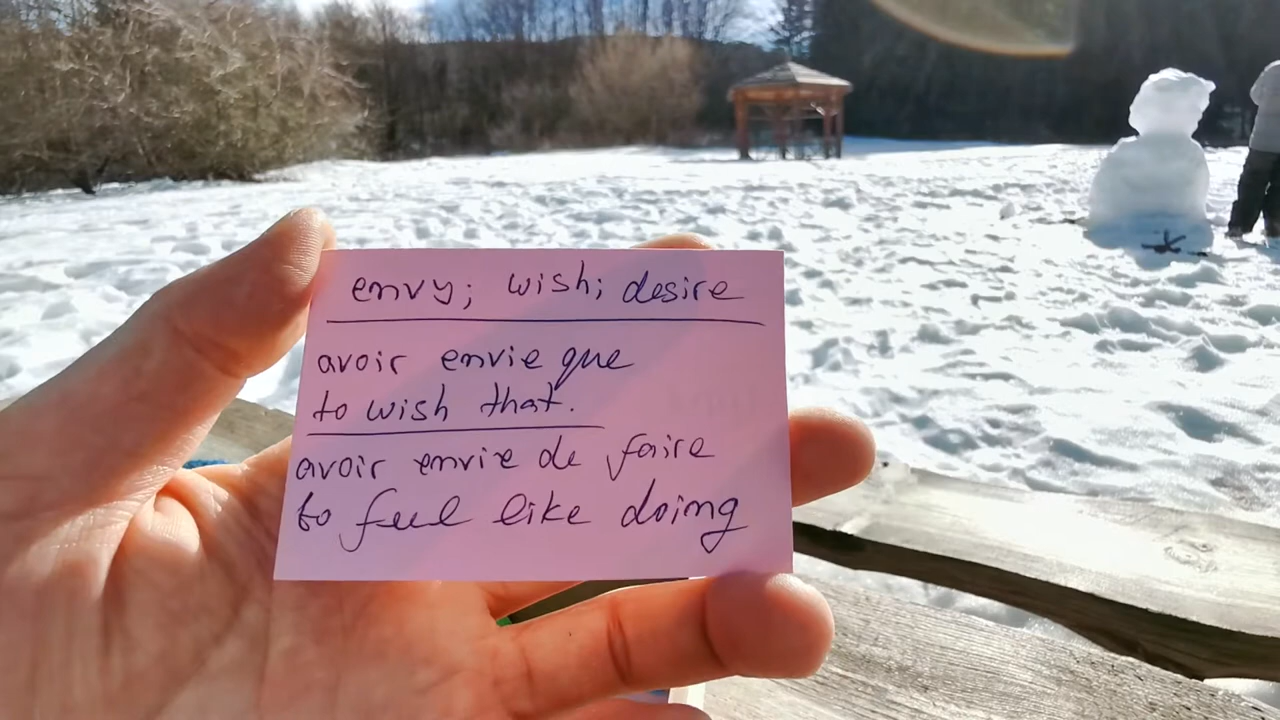 envy; wish; desire
avoir envie que
to wish that.
avoir envie de faire
to feel like doing